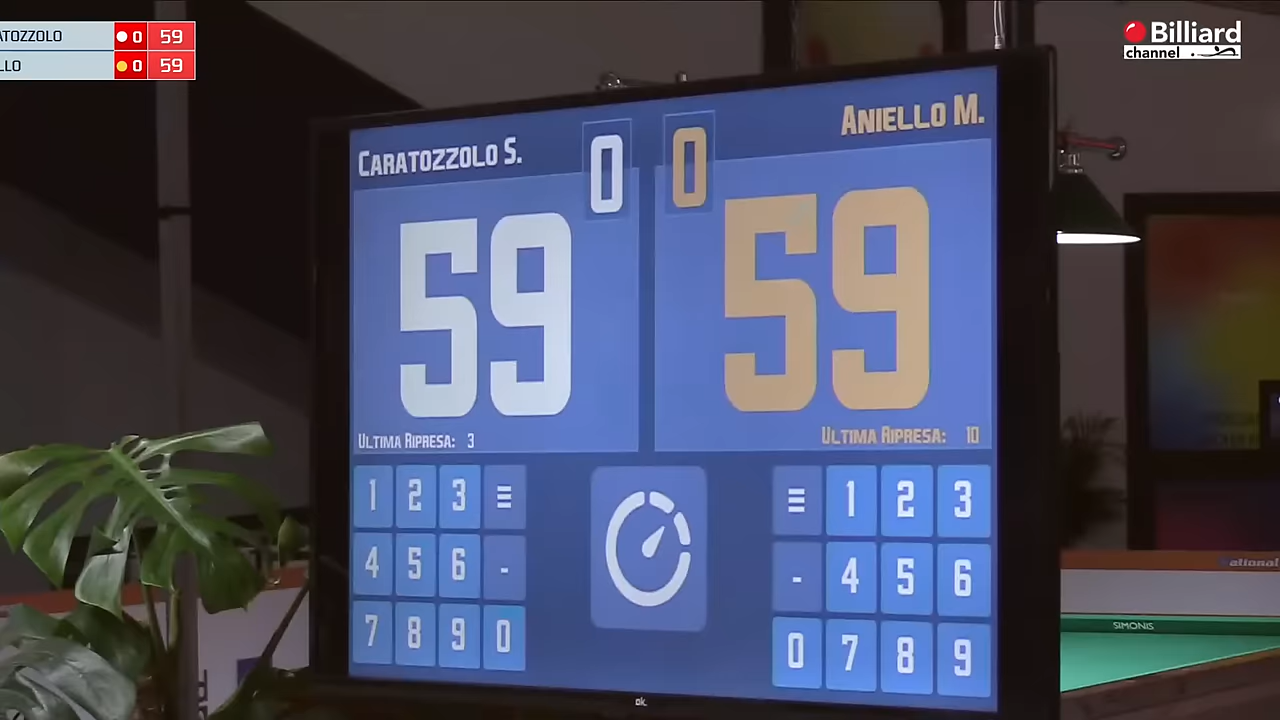 ATOZZOLO 0 59
LLO 0 59
Billiard
channel
CARATOZZOLO S. 0
0 ANIELLO M.
59
59
ULTIMA RIPRESA: 3
ULTIMA RIPRESA: 10
1 2 3 ≡
4 5 6 -
7 8 9 0
≡ 1 2 3
- 4 5 6
0 7 8 9
ok.
ational
SIMONIS